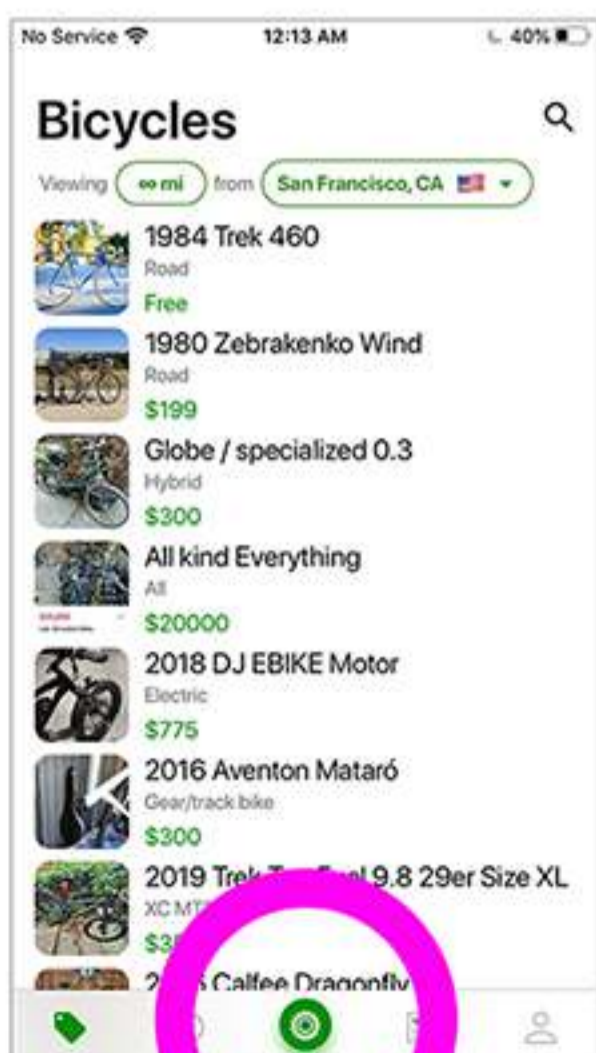 No Service 12:13 AM 40%
Bicycles
Viewing ∞ mi from San Francisco, CA
1984 Trek 460
Road
Free
1980 Zebrakenko Wind
Road
$199
Globe / specialized 0.3
Hybrid
$300
All kind Everything
All
$20000
2018 DJ EBIKE Motor
Electric
$775
2016 Aventon Mataró
Gear/track bike
$300
2019 Trek 9.8 29er Size XL
Calfee Dragonfly